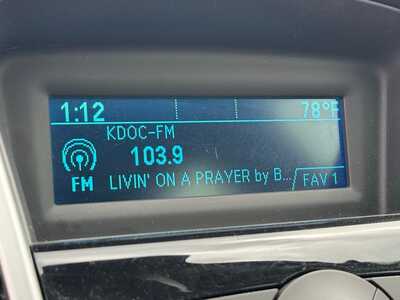 1:12 78°F
KDOC-FM
103.9
FM LIVIN' ON A PRAYER by B... FAV 1